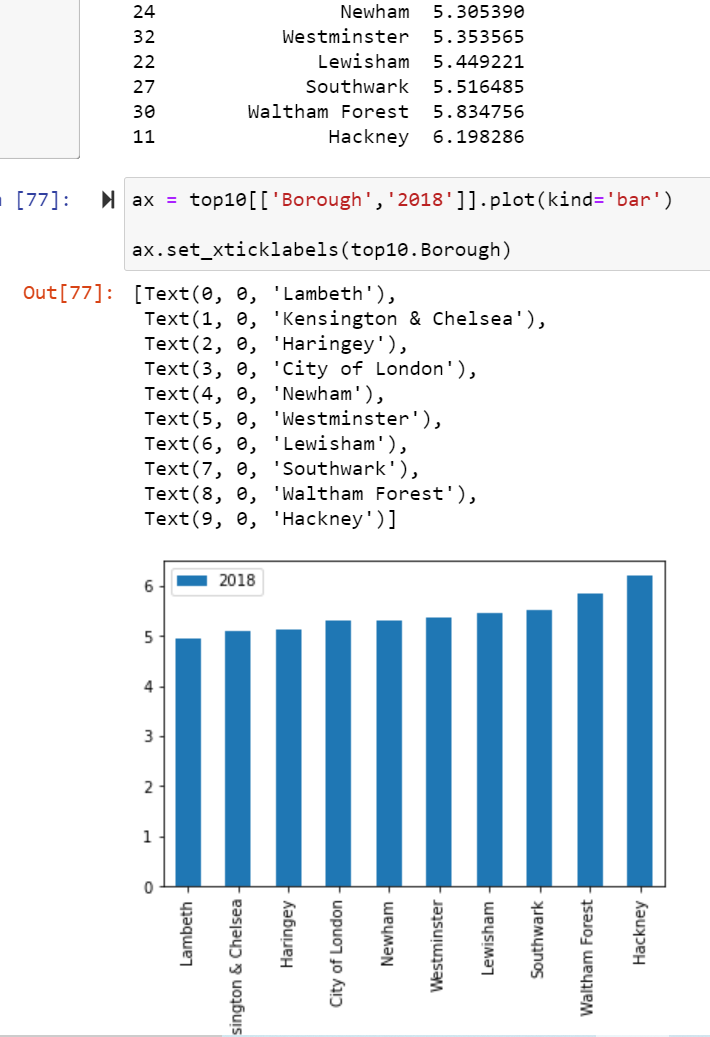 24 Newham 5.305390
32 Westminster 5.353565
22 Lewisham 5.449221
27 Southwark 5.516485
30 Waltham Forest 5.834756
11 Hackney 6.198286
[77]:
ax = top10[['Borough','2018']].plot(kind='bar')
ax.set_xticklabels(top10.Borough)
Out[77]: [Text(0, 0, 'Lambeth'),
Text(1, 0, 'Kensington & Chelsea'),
Text(2, 0, 'Haringey'),
Text(3, 0, 'City of London'),
Text(4, 0, 'Newham'),
Text(5, 0, 'Westminster'),
Text(6, 0, 'Lewisham'),
Text(7, 0, 'Southwark'),
Text(8, 0, 'Waltham Forest'),
Text(9, 0, 'Hackney')]
2018
6
5
4
3
2
1
0
Lambeth
sington & Chelsea
Haringey
City of London
Newham
Westminster
Lewisham
Southwark
Waltham Forest
Hackney